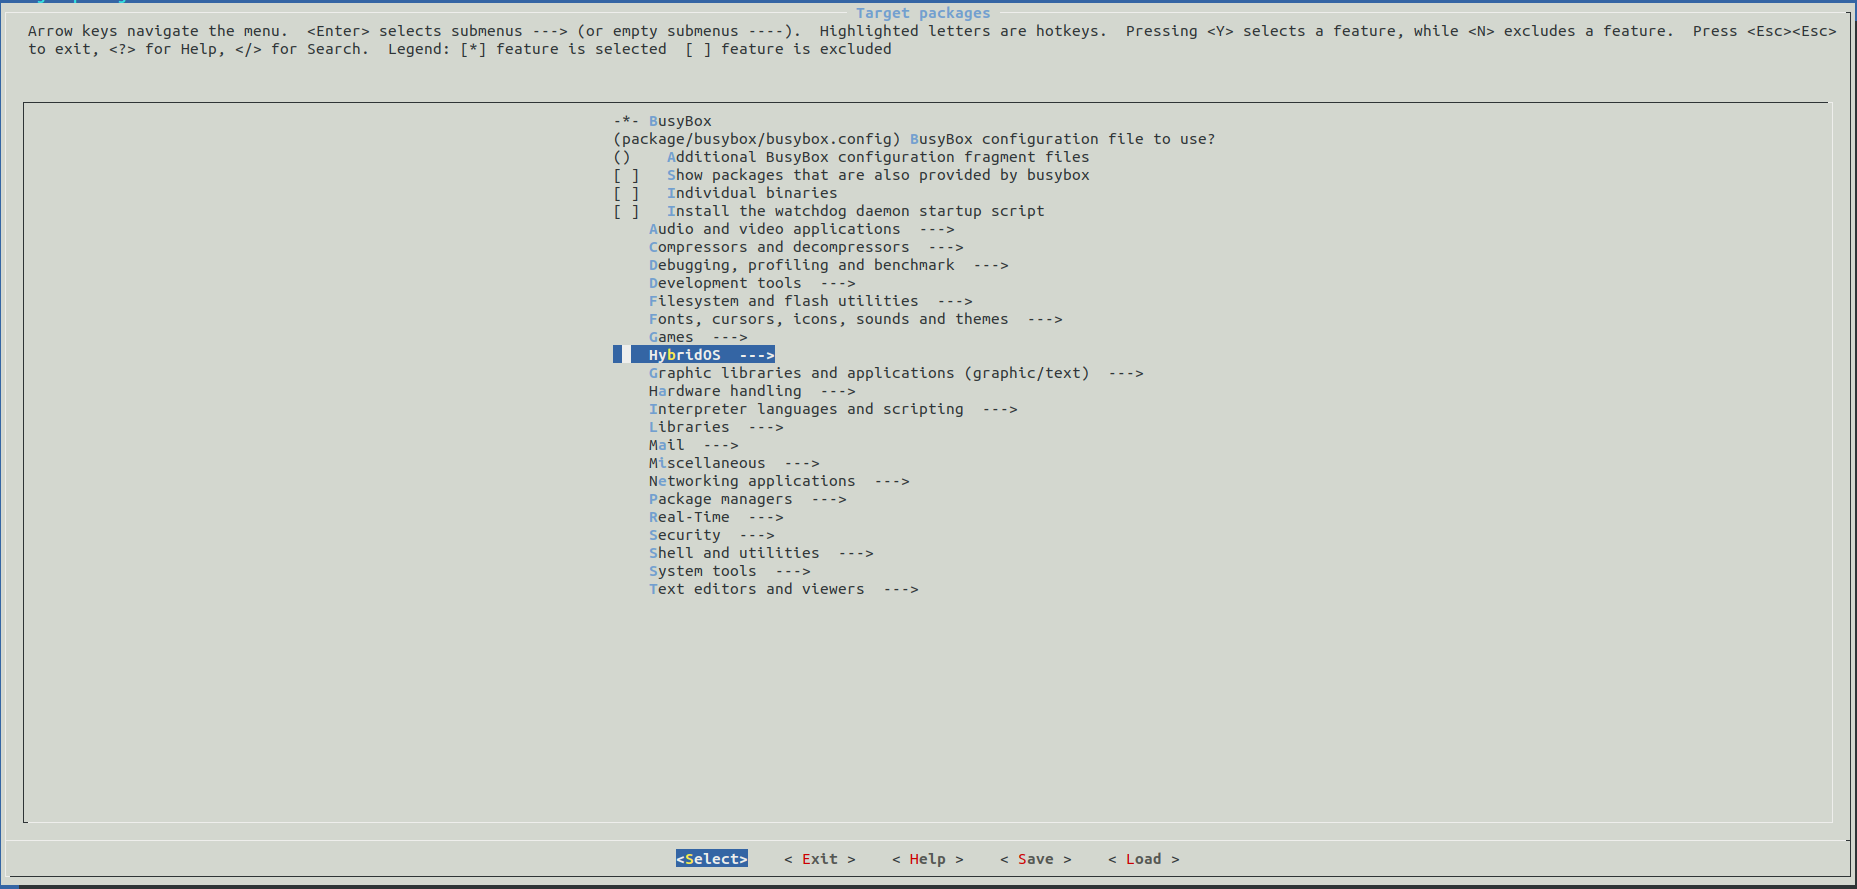 Target packages
Arrow keys navigate the menu.  <Enter> selects submenus ---> (or empty submenus ----).  Highlighted letters are hotkeys.  Pressing <Y> selects a feature, while <N> excludes a feature.  Press <Esc><Esc>
to exit, <?> for Help, </> for Search.  Legend: [*] feature is selected  [ ] feature is excluded
-*- BusyBox
(package/busybox/busybox.config) BusyBox configuration file to use?
()    Additional BusyBox configuration fragment files
[ ]   Show packages that are also provided by busybox
[ ]   Individual binaries
[ ]   Install the watchdog daemon startup script
Audio and video applications  --->
Compressors and decompressors  --->
Debugging, profiling and benchmark  --->
Development tools  --->
Filesystem and flash utilities  --->
Fonts, cursors, icons, sounds and themes  --->
Games  --->
HybridOS  --->
Graphic libraries and applications (graphic/text)  --->
Hardware handling  --->
Interpreter languages and scripting  --->
Libraries  --->
Mail  --->
Miscellaneous  --->
Networking applications  --->
Package managers  --->
Real-Time  --->
Security  --->
Shell and utilities  --->
System tools  --->
Text editors and viewers  --->
<Select>    < Exit >    < Help >    < Save >    < Load >